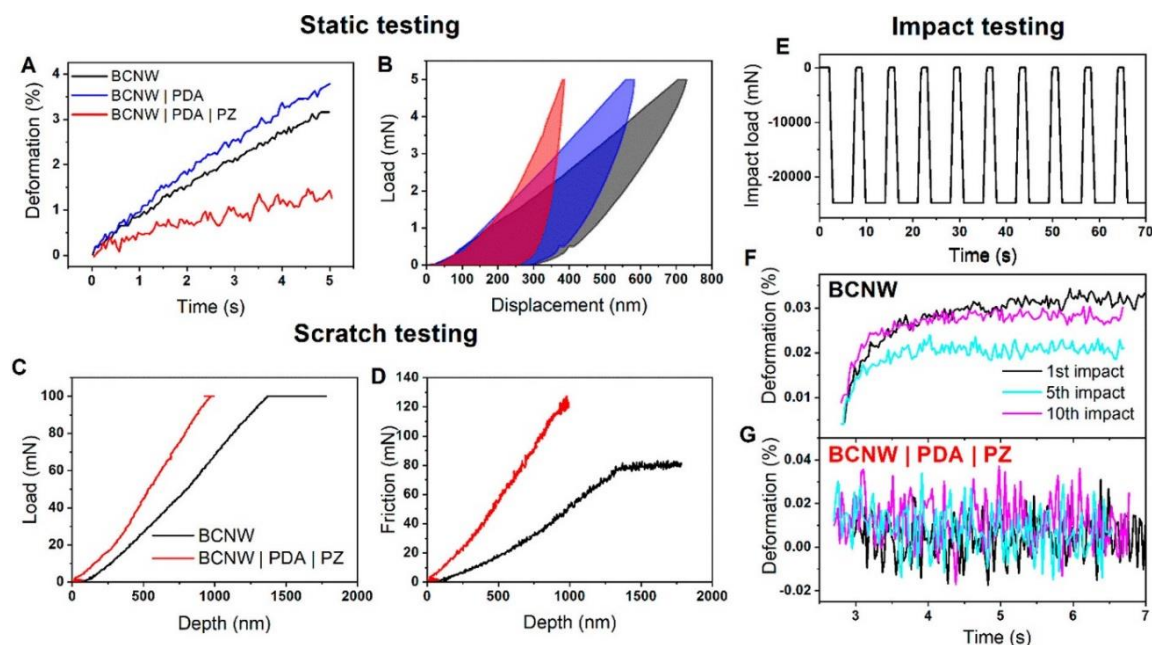 Static testing
Impact testing
A
BCNW
BCNW | PDA
BCNW | PDA | PZ
4
3
2
1
0
Deformation (%)
0 1 2 3 4 5
Time (s)
B
5
4
3
2
1
0
Load (mN)
0 100 200 300 400 500 600 700 800
Displacement (nm)
E
0
-10000
-20000
Impact load (mN)
0 10 20 30 40 50 60 70
Time (s)
Scratch testing
C
100
80
60
40
20
0
Load (mN)
BCNW
BCNW | PDA | PZ
0 500 1000 1500 2000
Depth (nm)
D
140
120
100
80
60
40
20
0
Friction (mN)
0 500 1000 1500 2000
Depth (nm)
F
BCNW
0.03
0.02
0.01
Deformation (%)
1st impact
5th impact
10th impact
G
BCNW | PDA | PZ
0.04
0.02
0.00
-0.02
Deformation (%)
3 4 5 6 7
Time (s)